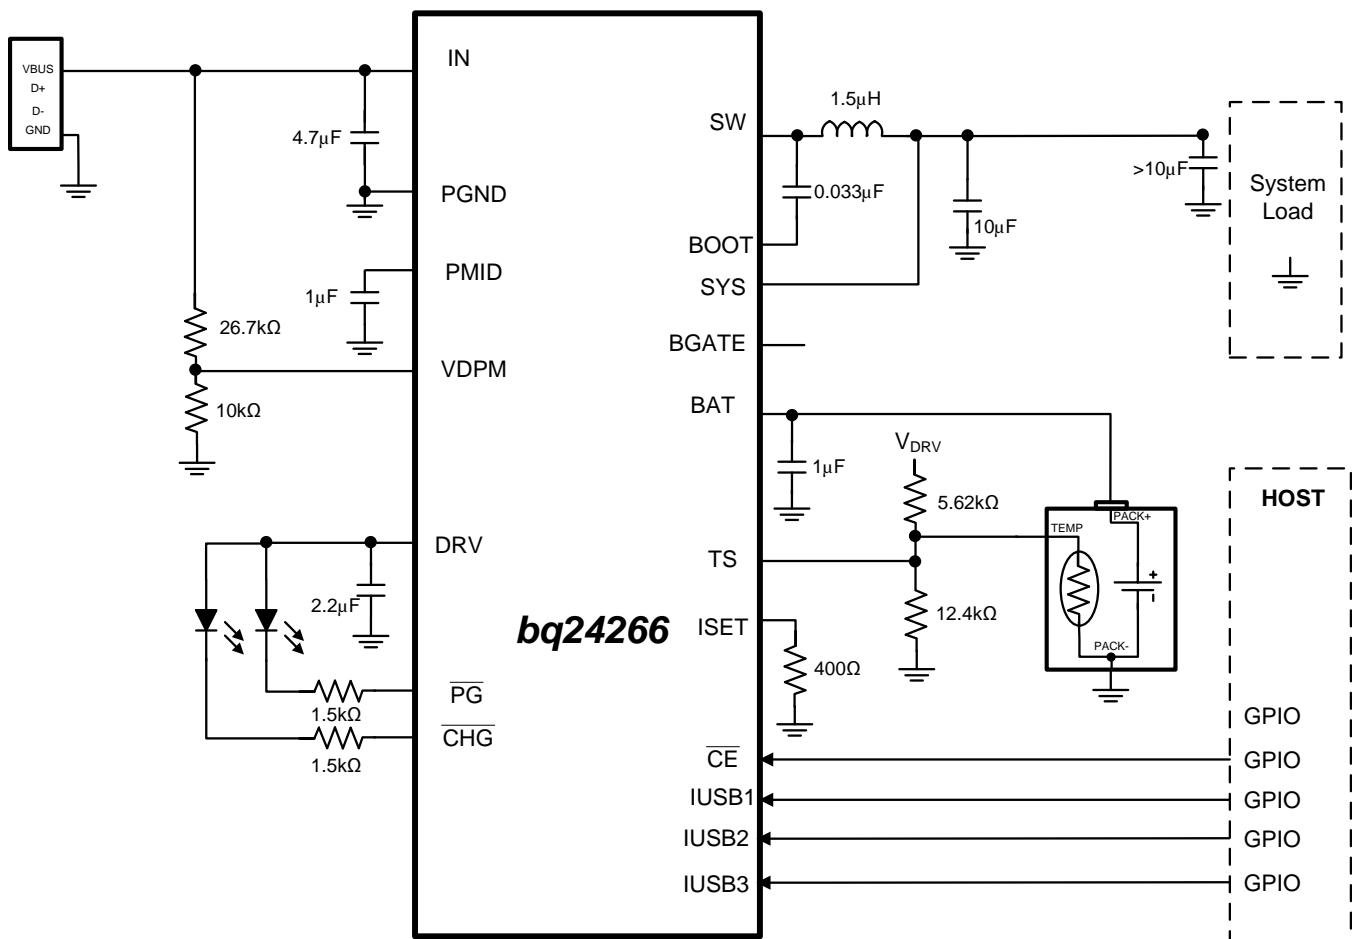 VBUS
D+
D-
GND
IN
4.7µF
PGND
PMID
1µF
26.7kΩ
VDPM
10kΩ
DRV
2.2µF
PG
1.5kΩ
CHG
1.5kΩ
bq24266
SW
1.5µH
0.033µF
BOOT
10µF
>10µF
SYS
BGATE
BAT
1µF
VDRV
5.62kΩ
TS
12.4kΩ
ISET
400Ω
TEMP
PACK+
+
PACK-
CE
IUSB1
IUSB2
IUSB3
System
Load
HOST
GPIO
GPIO
GPIO
GPIO
GPIO